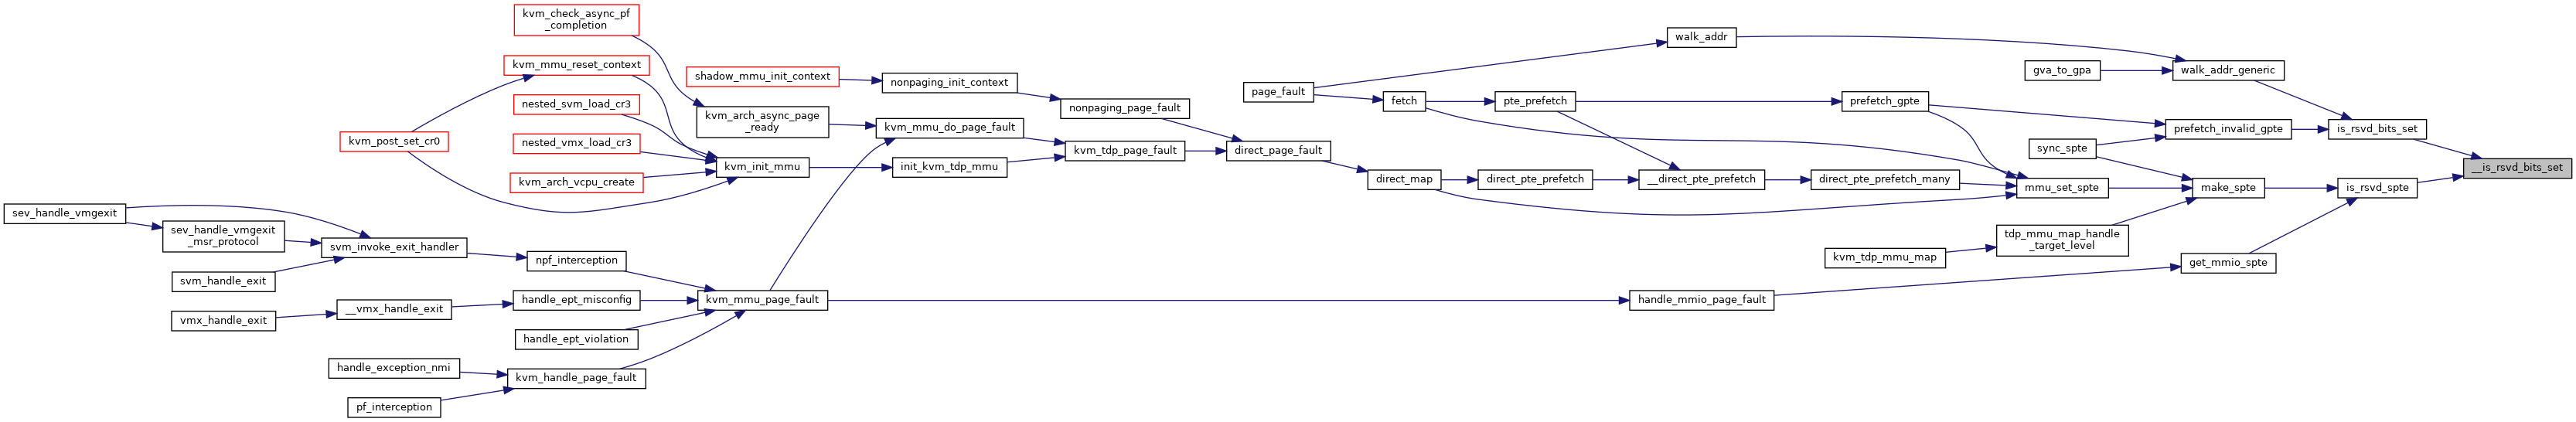 kvm_check_async_pf
_completion
kvm_mmu_reset_context
nested_svm_load_cr3
kvm_post_set_cr0
nested_vmx_load_cr3
kvm_arch_vcpu_create
shadow_mmu_init_context
kvm_arch_async_page
_ready
kvm_init_mmu
nonpaging_init_context
kvm_mmu_do_page_fault
init_kvm_tdp_mmu
nonpaging_page_fault
kvm_tdp_page_fault
page_fault
direct_page_fault
fetch
direct_map
pte_prefetch
direct_pte_prefetch
walk_addr
__direct_pte_prefetch
prefetch_gpte
direct_pte_prefetch_many
gva_to_gpa
sync_spte
mmu_set_spte
walk_addr_generic
prefetch_invalid_gpte
make_spte
is_rsvd_bits_set
is_rsvd_spte
__is_rsvd_bits_set
tdp_mmu_map_handle
_target_level
kvm_tdp_mmu_map
get_mmio_spte
handle_mmio_page_fault
kvm_mmu_page_fault
sev_handle_vmgexit
sev_handle_vmgexit
_msr_protocol
svm_invoke_exit_handler
svm_handle_exit
npf_interception
handle_ept_misconfig
__vmx_handle_exit
vmx_handle_exit
handle_ept_violation
handle_exception_nmi
kvm_handle_page_fault
pf_interception